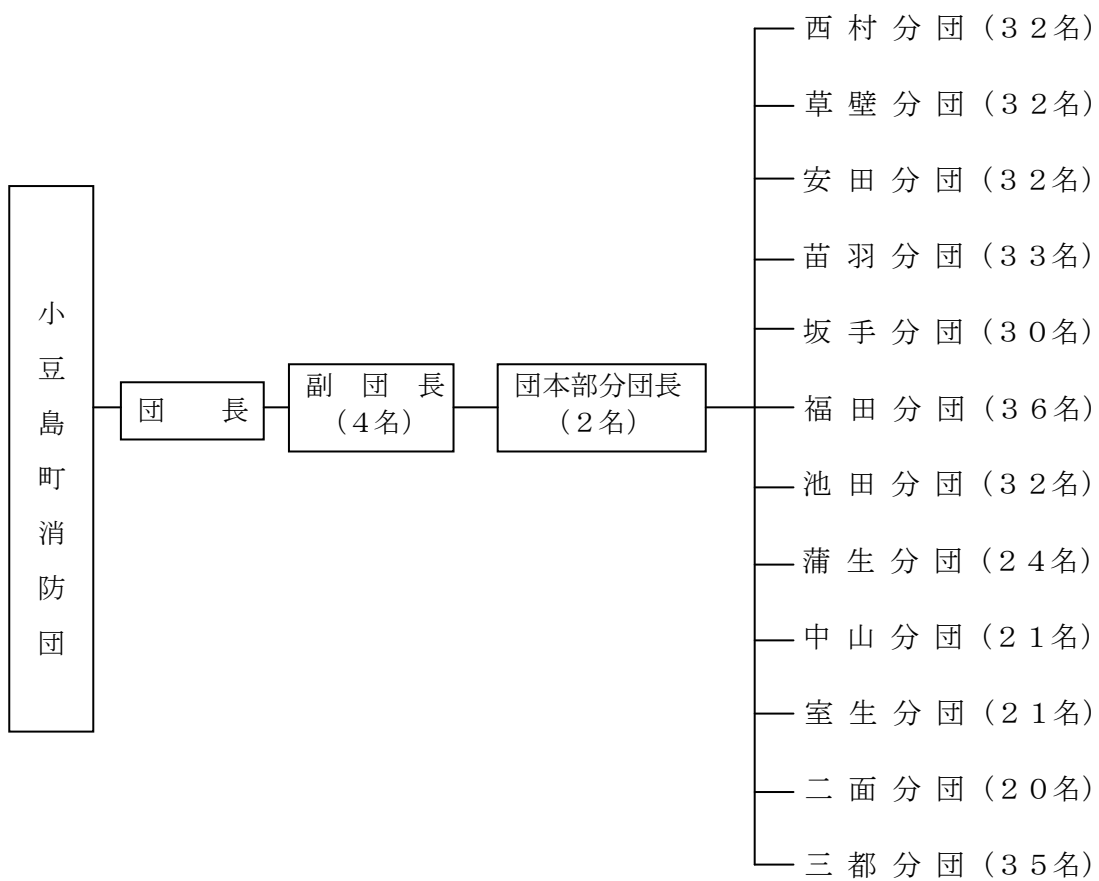 小豆島町消防団
団長
副団長
(4名)
団本部分団長
(2名)
西村分団(32名)
草壁分団(32名)
安田分団(32名)
苗羽分団(33名)
坂手分団(30名)
福田分団(36名)
池田分団(32名)
蒲生分団(24名)
中山分団(21名)
室生分団(21名)
二面分団(20名)
三都分団(35名)